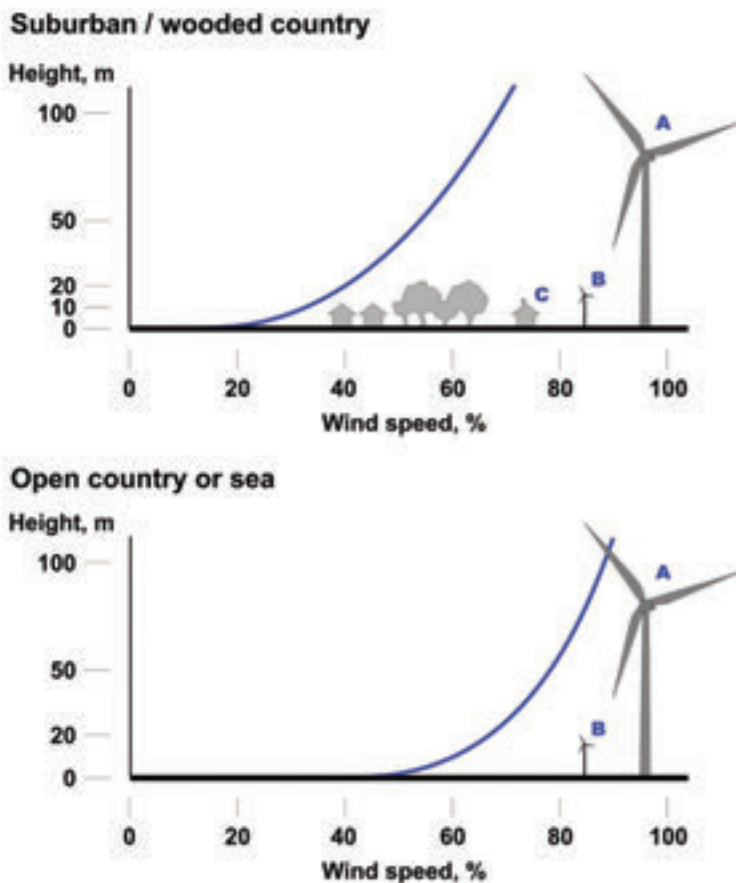 Suburban / wooded country
Height, m
A
100
50
B
20
C
10
0
0 20 40 60 80 100
Wind speed, %
Open country or sea
Height, m
A
100
50
B
20
0
0 20 40 60 80 100
Wind speed, %